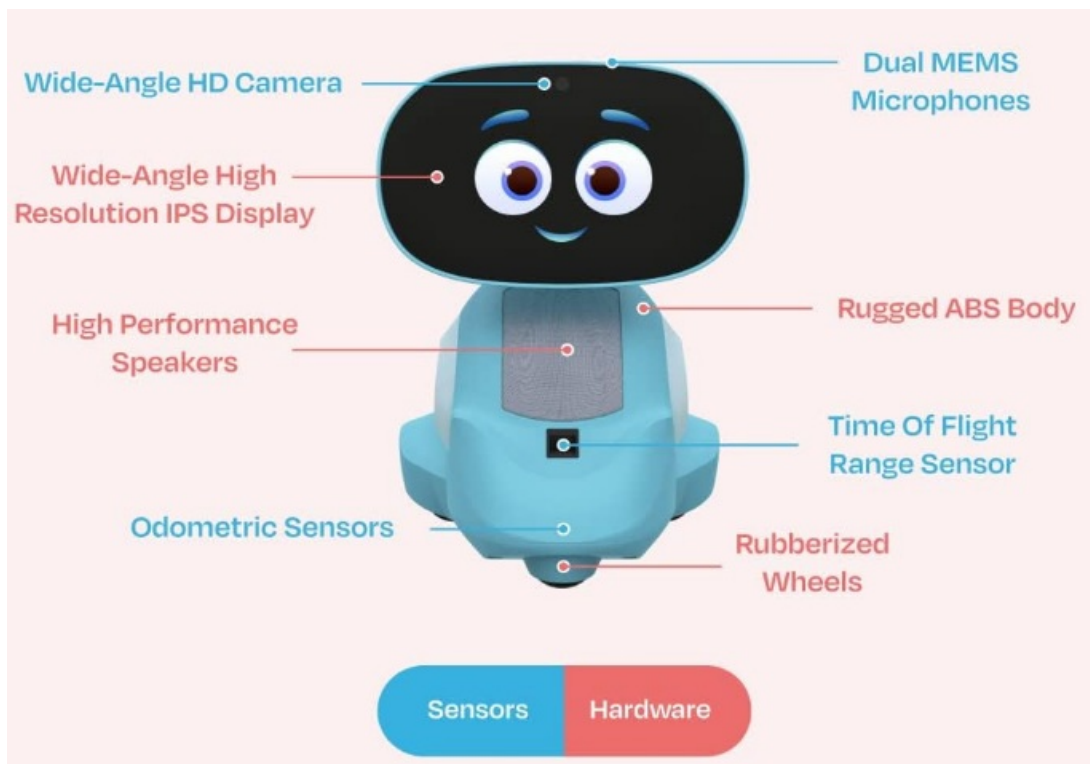 Wide-Angle HD Camera
Dual MEMS
Microphones
Wide-Angle High
Resolution IPS Display
High Performance
Speakers
Rugged ABS Body
Time Of Flight
Range Sensor
Odometric Sensors
Rubberized
Wheels
Sensors
Hardware